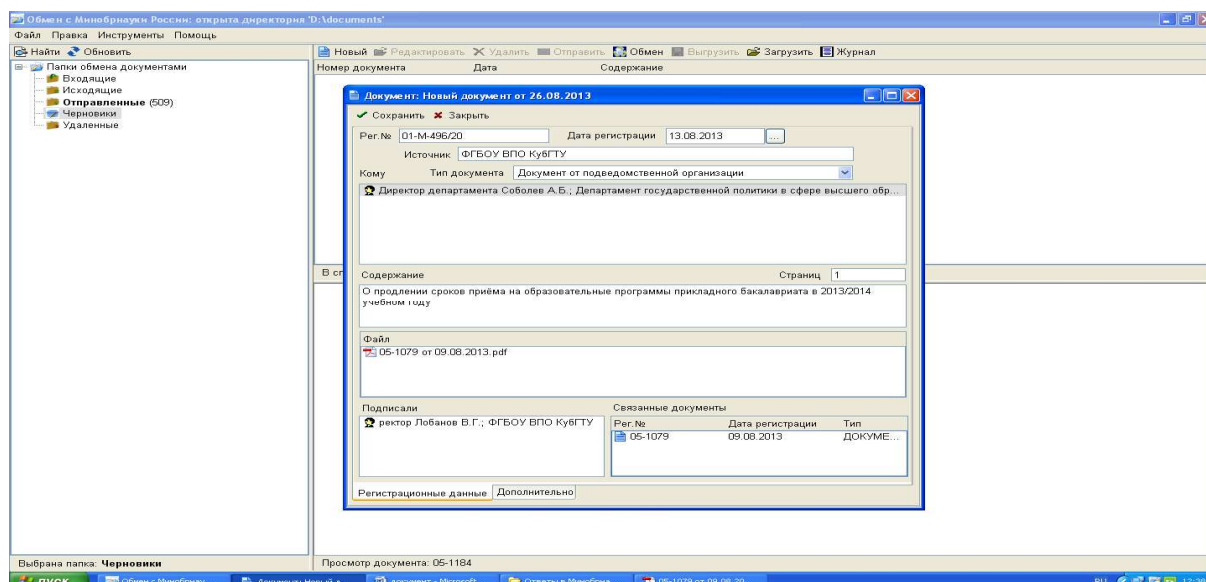 Обмен с Минобрнауки России: открыта директория 'D:\documents'
Файл Правка Инструменты Помощь
Найти Обновить
Новый Редактировать Удалить Отправить Обмен Выгрузить Загрузить Журнал
Папки обмена документами
Входящие
Исходящие
Отправленные (509)
Черновики
Удаленные
Номер документа Дата Содержание
Документ: Новый документ от 26.08.2013
Сохранить Закрыть
Рег.№ 01-М-496/20 Дата регистрации 13.08.2013 ...
Источник ФГБОУ ВПО КубГТУ
Кому Тип документа Документ от подведомственной организации
Директор департамента Соболев А.Б.; Департамент государственной политики в сфере высшего обр...
В сг
Содержание Страниц 1
О продлении сроков приёма на образовательные программы прикладного бакалавриата в 2013/2014
учебном году
Файл
05-1079 от 09.08.2013.pdf
Подписали
ректор Лобанов В.Г.; ФГБОУ ВПО КубГТУ
Связанные документы
Рег.№ Дата регистрации Тип
05-1079 09.08.2013 ДОКУМЕ...
Регистрационные данные Дополнительно
Выбрана папка: Черновики
Просмотр документа: 05-1184
пуск Обмен с Минобрнау... Документ: Новый д... документ - Microsoft... Ответы в Минобрна... 05-1079 от 09.08.20... RU